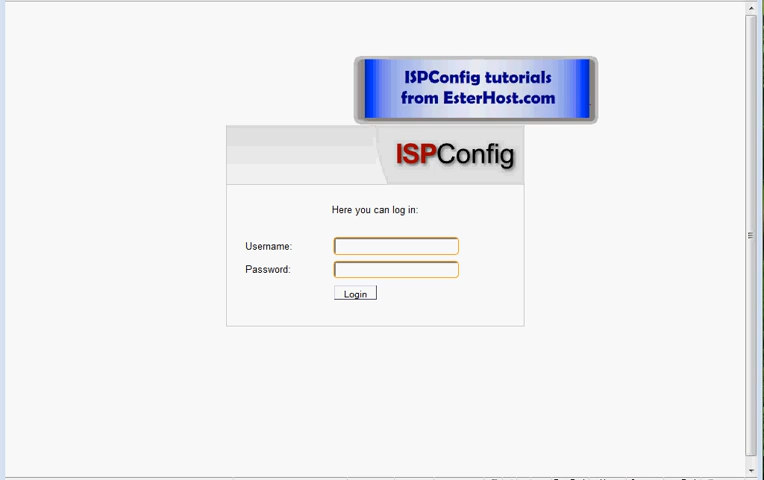 ISPConfig tutorials
from EsterHost.com
ISPConfig
Here you can log in:
Username:
Password:
Login